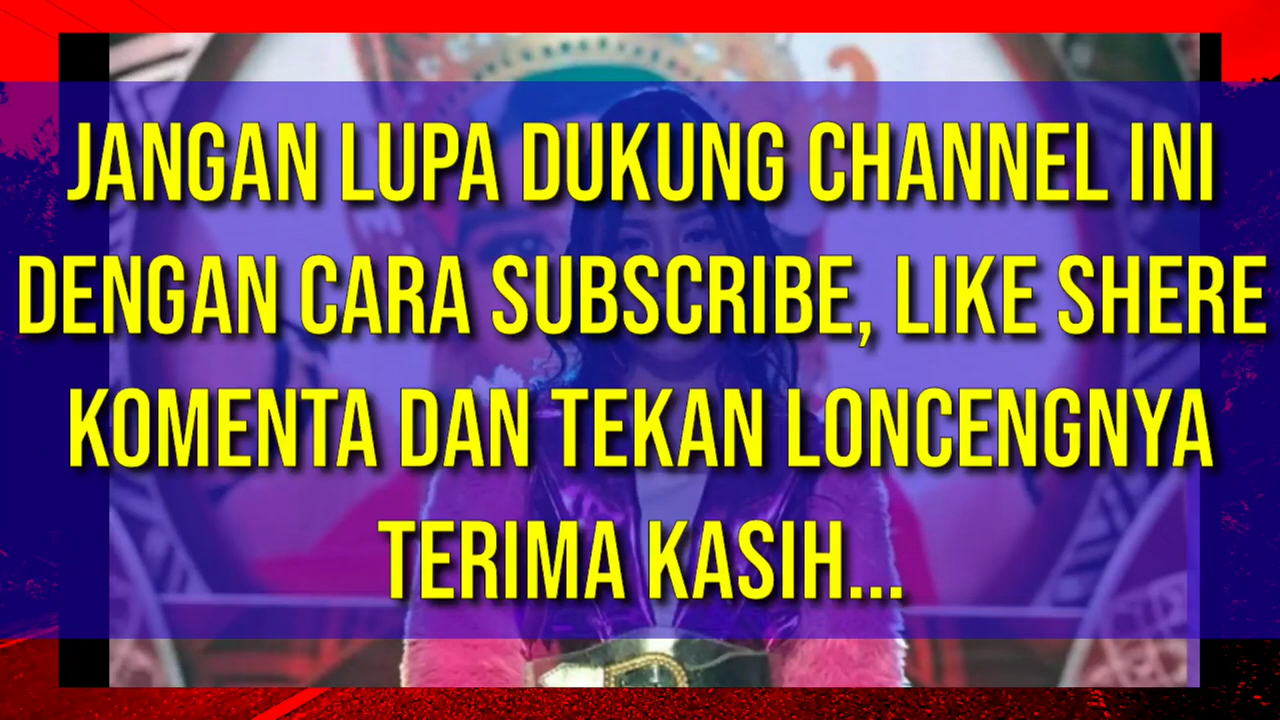 JANGAN LUPA DUKUNG CHANNEL INI
DENGAN CARA SUBSCRIBE, LIKE SHERE
KOMENTA DAN TEKAN LONCENGNYA
TERIMA KASIH...